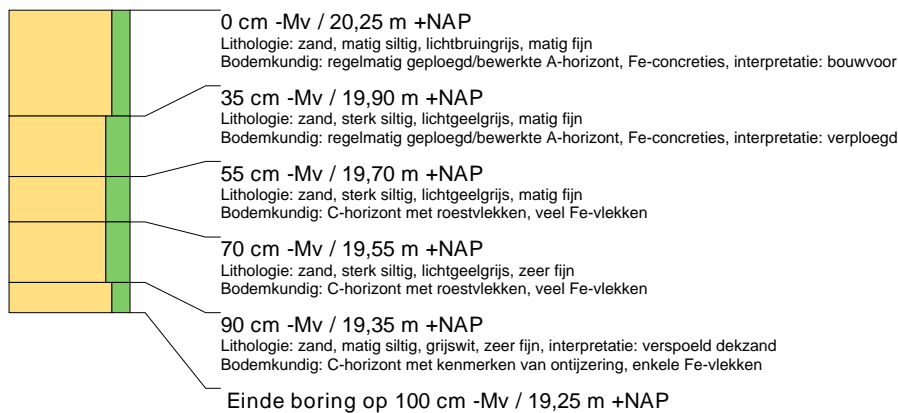 0 cm -Mv / 20,25 m +NAP
Lithologie: zand, matig siltig, lichtbruingrijs, matig fijn
Bodemkundig: regelmatig geploegd/bewerkte A-horizont, Fe-concreties, interpretatie: bouwvoor
35 cm -Mv / 19,90 m +NAP
Lithologie: zand, sterk siltig, lichtgeelgrijs, matig fijn
Bodemkundig: regelmatig geploegd/bewerkte A-horizont, Fe-concreties, interpretatie: verploegd
55 cm -Mv / 19,70 m +NAP
Lithologie: zand, sterk siltig, lichtgeelgrijs, matig fijn
Bodemkundig: C-horizont met roestvlekken, veel Fe-vlekken
70 cm -Mv / 19,55 m +NAP
Lithologie: zand, sterk siltig, lichtgeelgrijs, zeer fijn
Bodemkundig: C-horizont met roestvlekken, veel Fe-vlekken
90 cm -Mv / 19,35 m +NAP
Lithologie: zand, matig siltig, grijswit, zeer fijn, interpretatie: verspoeld dekzand
Bodemkundig: C-horizont met kenmerken van ontijzering, enkele Fe-vlekken
Einde boring op 100 cm -Mv / 19,25 m +NAP